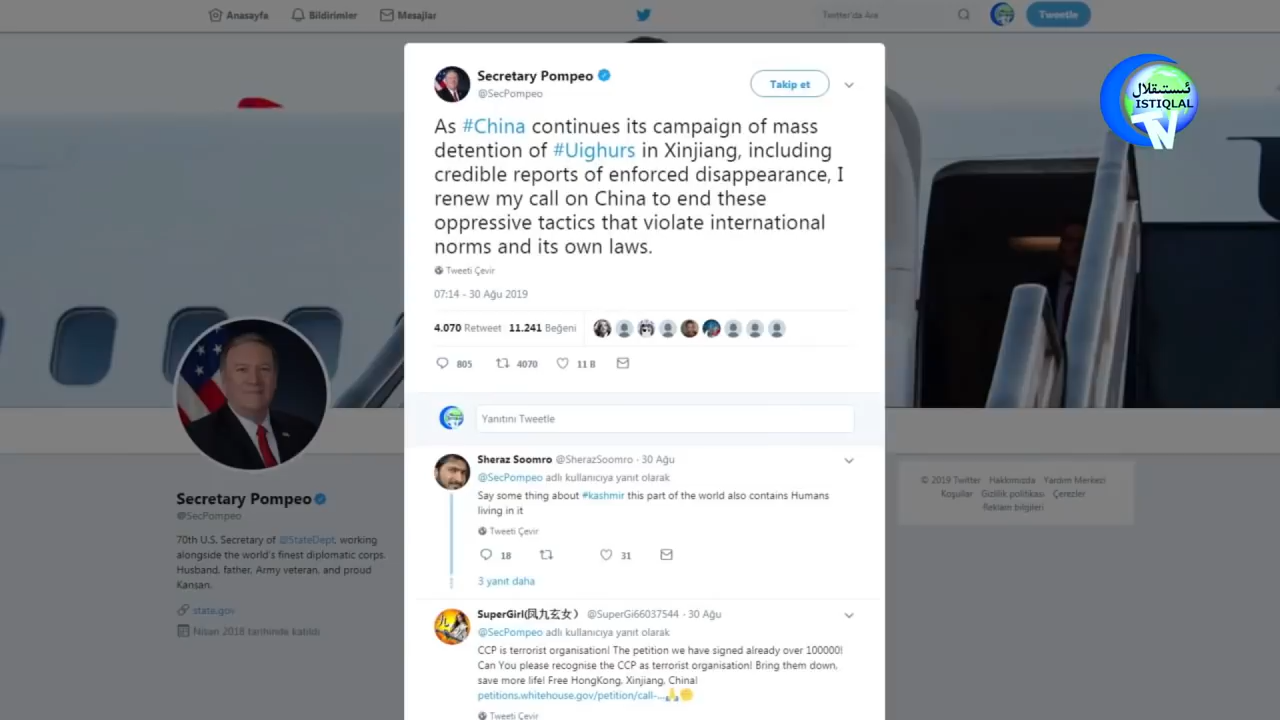 Anasayfa Bildirimler Mesajlar Twitter'da Ara Tweetle
ئىستىقلال
ISTIQLAL
TV
Secretary Pompeo
@SecPompeo
Takip et
As #China continues its campaign of mass
detention of #Uighurs in Xinjiang, including
credible reports of enforced disappearance, I
renew my call on China to end these
oppressive tactics that violate international
norms and its own laws.
Tweeti Çevir
07:14 - 30 Ağu 2019
4.070 Retweet 11.241 Beğeni
805 4070 11 B
Yanıtını Tweetle
Sheraz Soomro @SherazSoomro · 30 Ağu
@SecPompeo adlı kullanıcıya yanıt olarak
Say some thing about #kashmir this part of the world also contains Humans
living in it
Tweeti Çevir
18 31
3 yanıt daha
SuperGirl(凤九玄女） @SuperGi66037544 · 30 Ağu
@SecPompeo adlı kullanıcıya yanıt olarak
CCP is terrorist organisation! The petition we have signed already over 100000!
Can You please recognise the CCP as terrorist organisation! Bring them down,
save more life! Free HongKong, Xinjiang, China!
petitions.whitehouse.gov/petition/call-...🙏✊
Tweeti Çevir
Secretary Pompeo
@SecPompeo
70th U.S. Secretary of @StateDept, working
alongside the world's finest diplomatic corps.
Husband, father, Army veteran, and proud
Kansan.
state.gov
Nisan 2018 tarihinde katıldı
© 2019 Twitter Hakkımızda Yardım Merkezi
Koşullar Gizlilik politikası Çerezler
Reklam bilgileri